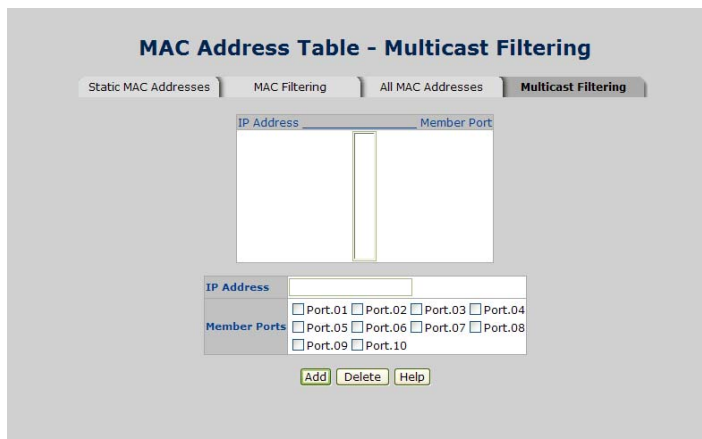 MAC Address Table - Multicast Filtering
Static MAC Addresses MAC Filtering All MAC Addresses Multicast Filtering
IP Address ___________________ Member Port
IP Address
Member Ports
Port.01 Port.02 Port.03 Port.04
Port.05 Port.06 Port.07 Port.08
Port.09 Port.10
Add Delete Help